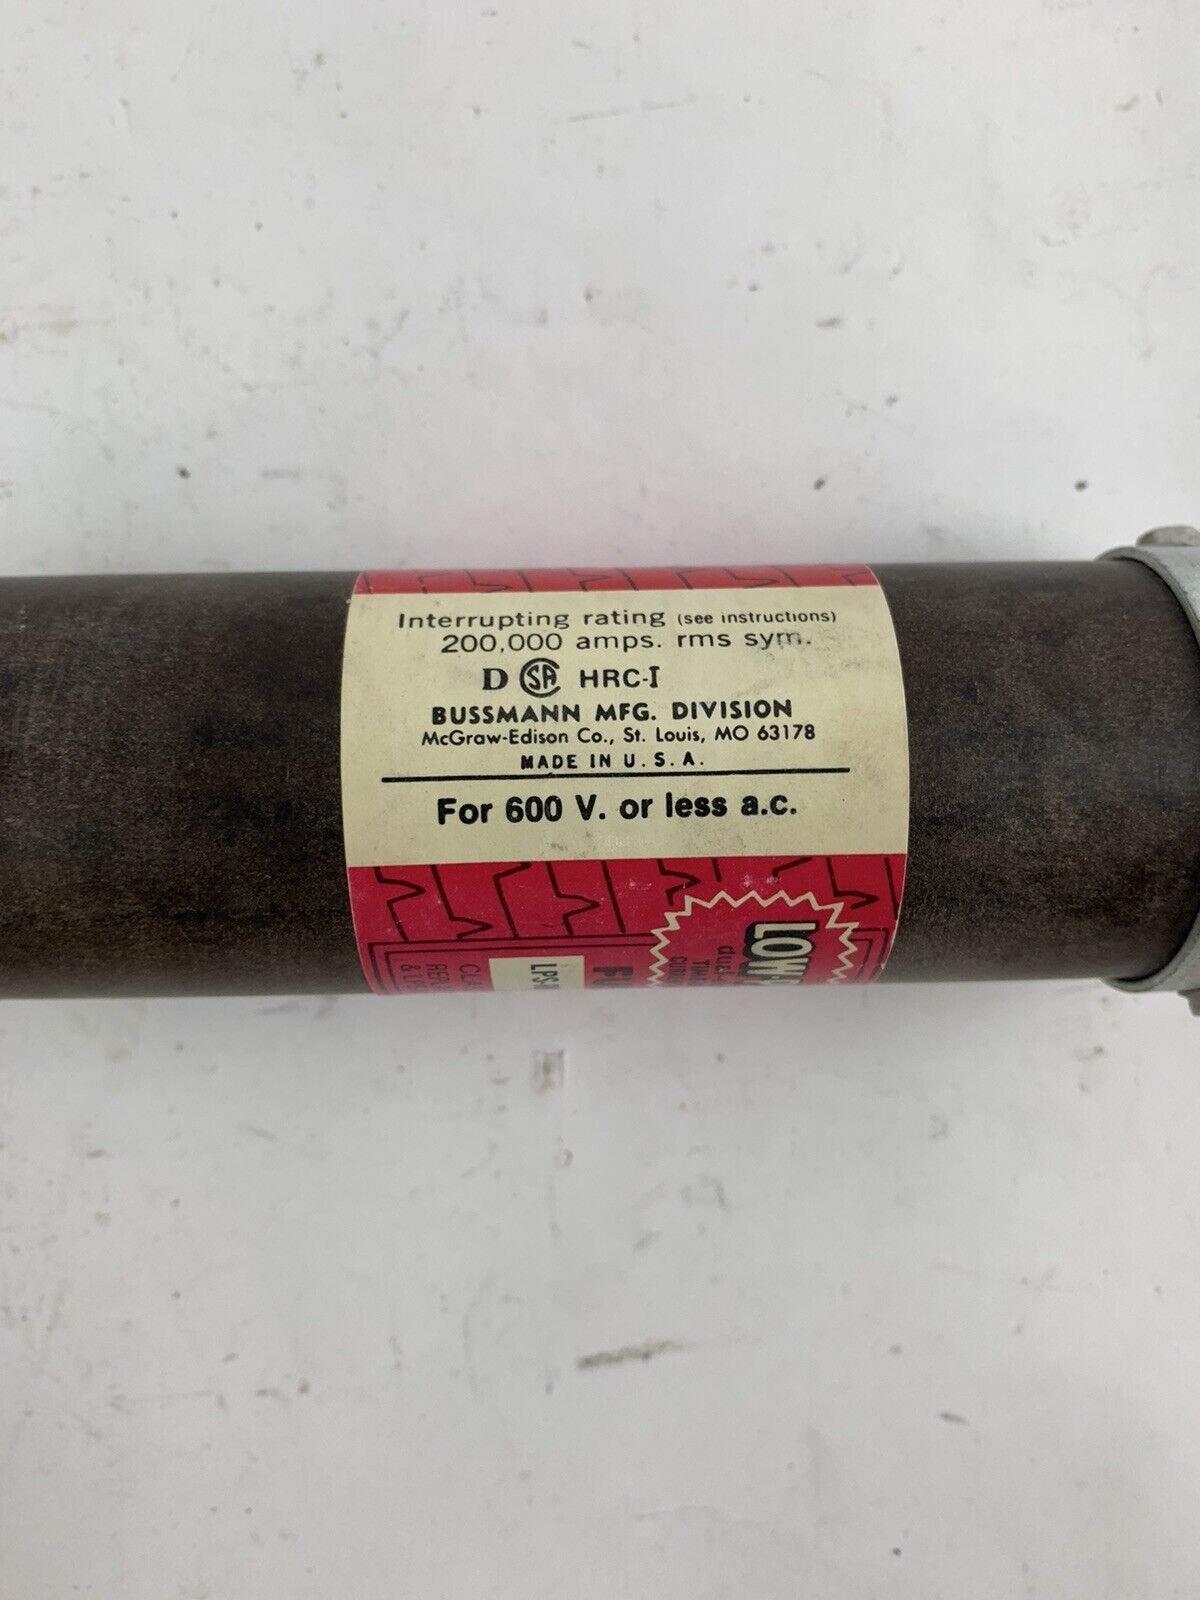 Interrupting rating (see instructions)
200,000 amps. rms sym.
D SA HRC-I
BUSSMANN MFG. DIVISION
McGraw-Edison Co., St. Louis, MO 63178
MADE IN U.S.A.
For 600 V. or less a.c.
LPS-R